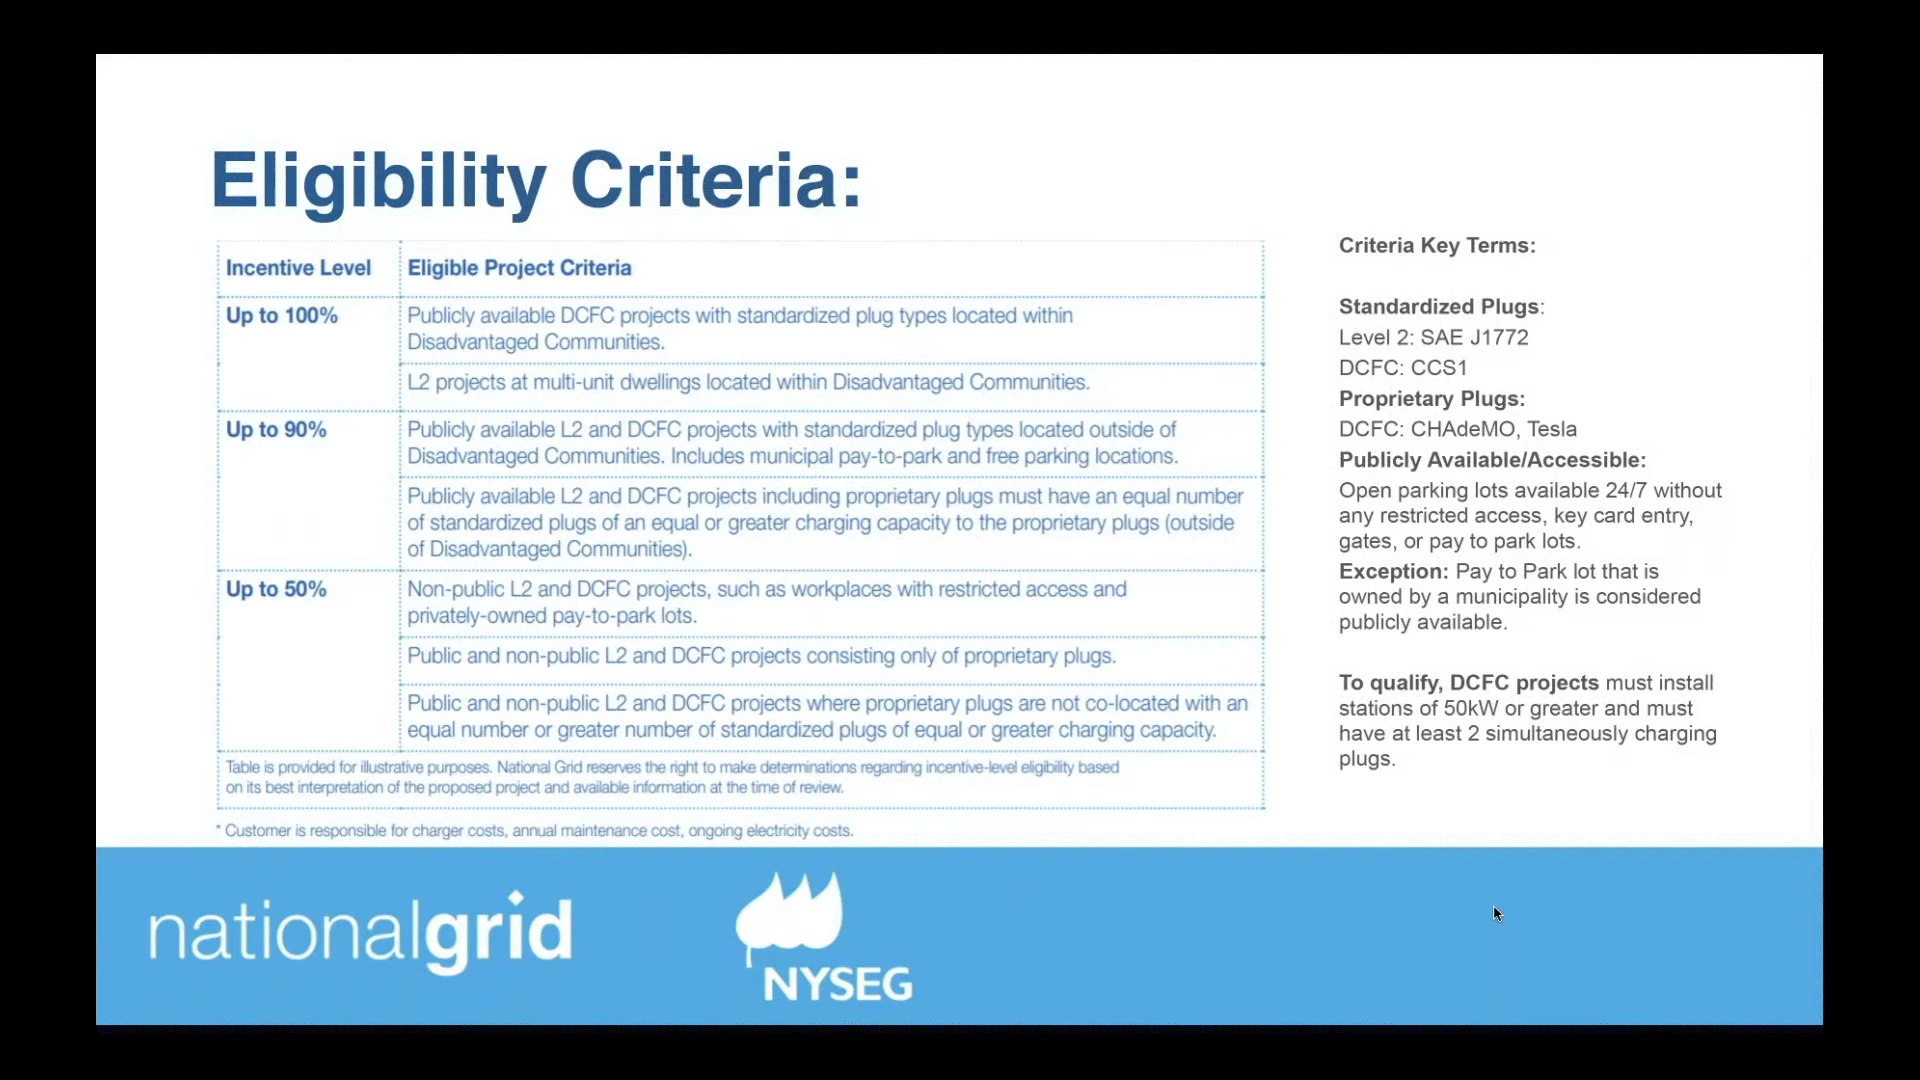 Eligibility Criteria:
Incentive Level
Eligible Project Criteria
Up to 100%
Publicly available DCFC projects with standardized plug types located within
Disadvantaged Communities.
L2 projects at multi-unit dwellings located within Disadvantaged Communities.
Up to 90%
Publicly available L2 and DCFC projects with standardized plug types located outside of
Disadvantaged Communities. Includes municipal pay-to-park and free parking locations.
Publicly available L2 and DCFC projects including proprietary plugs must have an equal number
of standardized plugs of an equal or greater charging capacity to the proprietary plugs (outside
of Disadvantaged Communities).
Up to 50%
Non-public L2 and DCFC projects, such as workplaces with restricted access and
privately-owned pay-to-park lots.
Public and non-public L2 and DCFC projects consisting only of proprietary plugs.
Public and non-public L2 and DCFC projects where proprietary plugs are not co-located with an
equal number or greater number of standardized plugs of equal or greater charging capacity.
Table is provided for illustrative purposes. National Grid reserves the right to make determinations regarding incentive-level eligibility based
on its best interpretation of the proposed project and available information at the time of review.
* Customer is responsible for charger costs, annual maintenance cost, ongoing electricity costs.
Criteria Key Terms:
Standardized Plugs:
Level 2: SAE J1772
DCFC: CCS1
Proprietary Plugs:
DCFC: CHAdeMO, Tesla
Publicly Available/Accessible:
Open parking lots available 24/7 without
any restricted access, key card entry,
gates, or pay to park lots.
Exception: Pay to Park lot that is
owned by a municipality is considered
publicly available.
To qualify, DCFC projects must install
stations of 50kW or greater and must
have at least 2 simultaneously charging
plugs.
nationalgrid
NYSEG